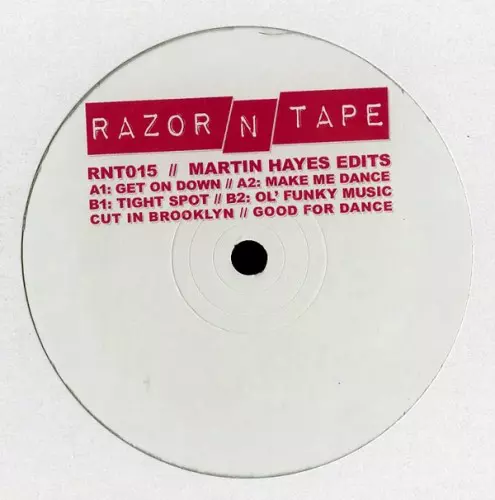 RAZOR N TAPE
RNT015 // MARTIN HAYES EDITS
A1: GET ON DOWN // A2: MAKE ME DANCE
B1: TIGHT SPOT // B2: OL' FUNKY MUSIC
CUT IN BROOKLYN // GOOD FOR DANCE